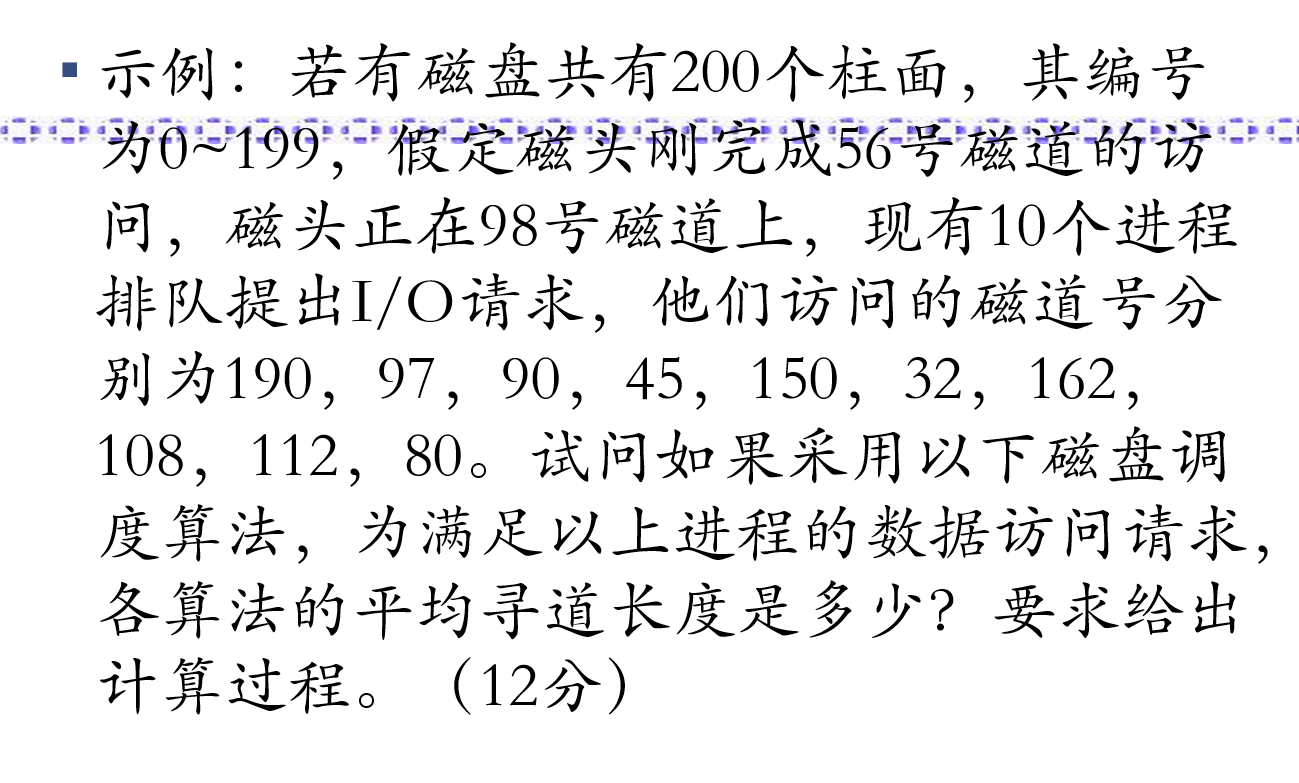 示例：若有磁盘共有200个柱面，其编号
为0~199，假定磁头刚完成56号磁道的访
问，磁头正在98号磁道上，现有10个进程
排队提出I/O请求，他们访问的磁道号分
别为190，97，90，45，150，32，162，
108，112，80。试问如果采用以下磁盘调
度算法，为满足以上进程的数据访问请求，
各算法的平均寻道长度是多少？要求给出
计算过程。（12分）